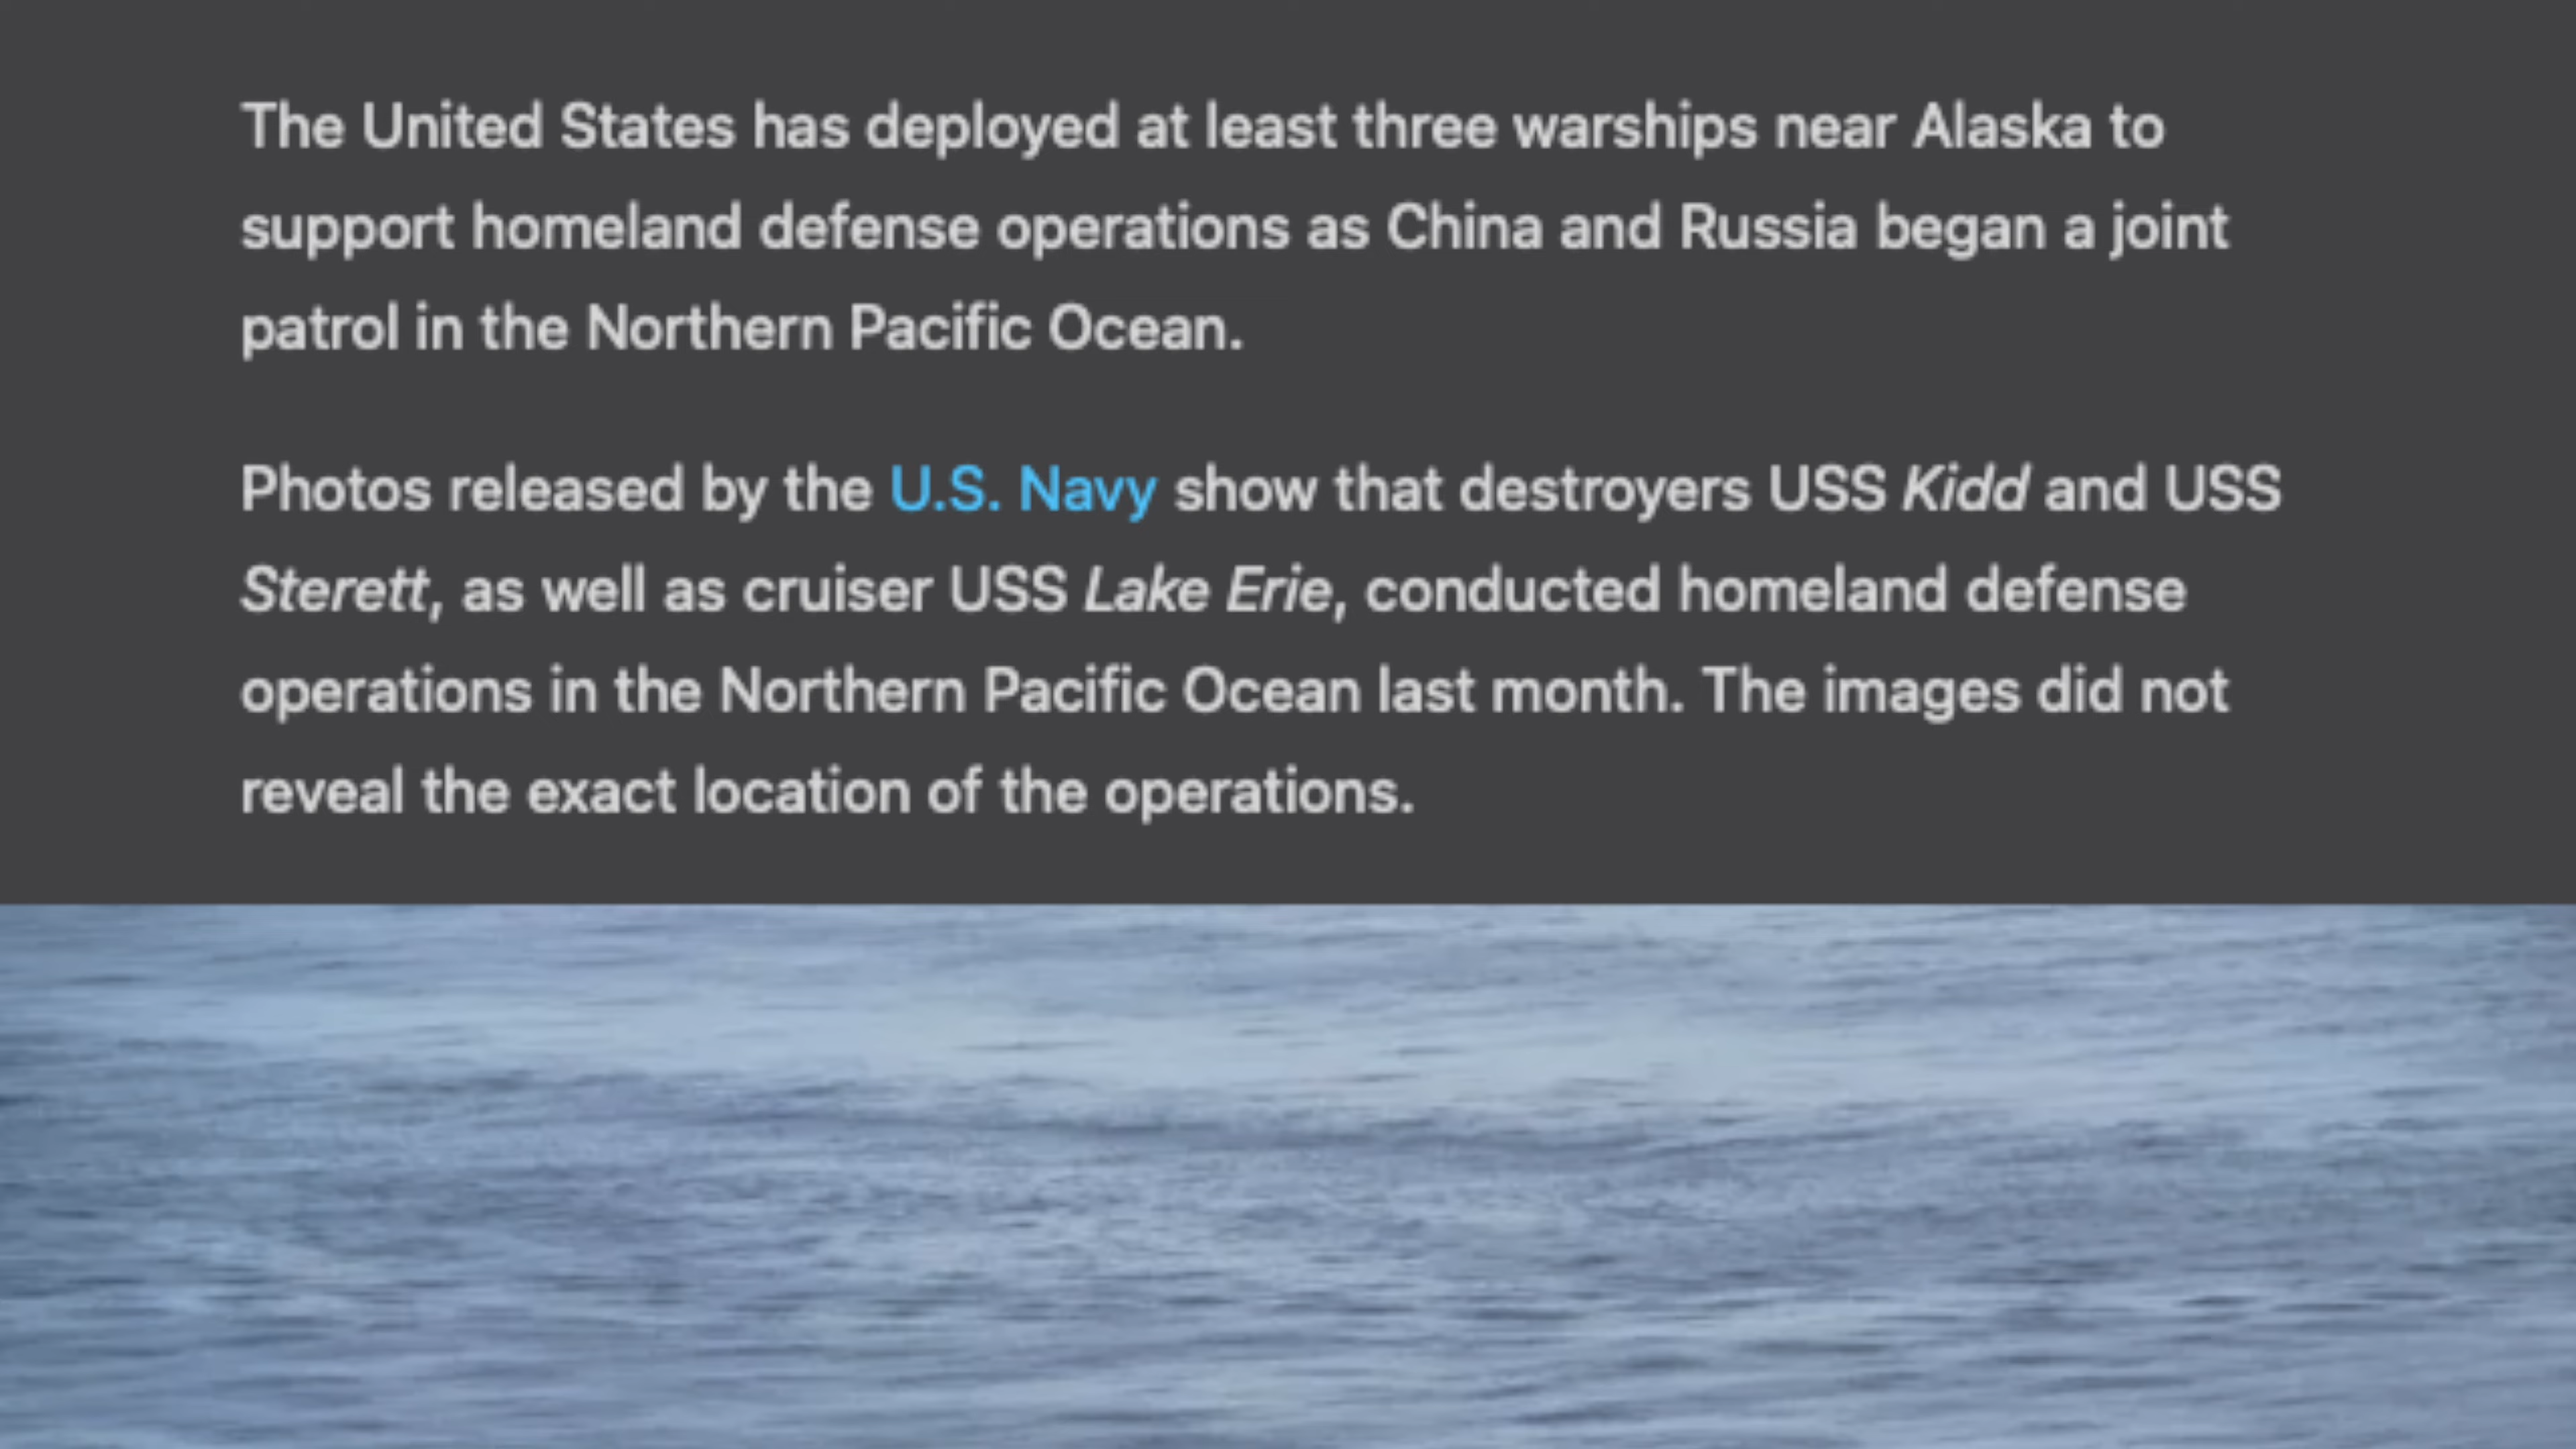 The United States has deployed at least three warships near Alaska to
support homeland defense operations as China and Russia began a joint
patrol in the Northern Pacific Ocean.
Photos released by the U.S. Navy show that destroyers USS Kidd and USS
Sterett, as well as cruiser USS Lake Erie, conducted homeland defense
operations in the Northern Pacific Ocean last month. The images did not
reveal the exact location of the operations.